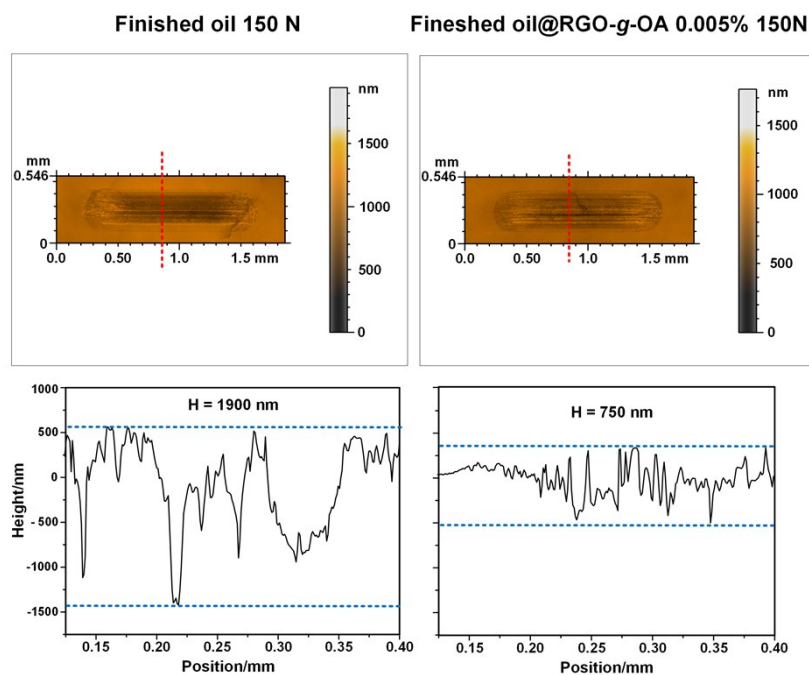 Finished oil 150 N
Fineshed oil@RGO-g-OA 0.005% 150N
nm
1500
1000
500
0
mm
0.546
0
0.0 0.50 1.0 1.5 mm
nm
1500
1000
500
0
mm
0.546
0
0.0 0.50 1.0 1.5 mm
1000
500
0
- 500
-1000
-1500
Height/nm
H = 1900 nm
0.15 0.20 0.25 0.30 0.35 0.40
Position/mm
H = 750 nm
0.15 0.20 0.25 0.30 0.35 0.40
Position/mm